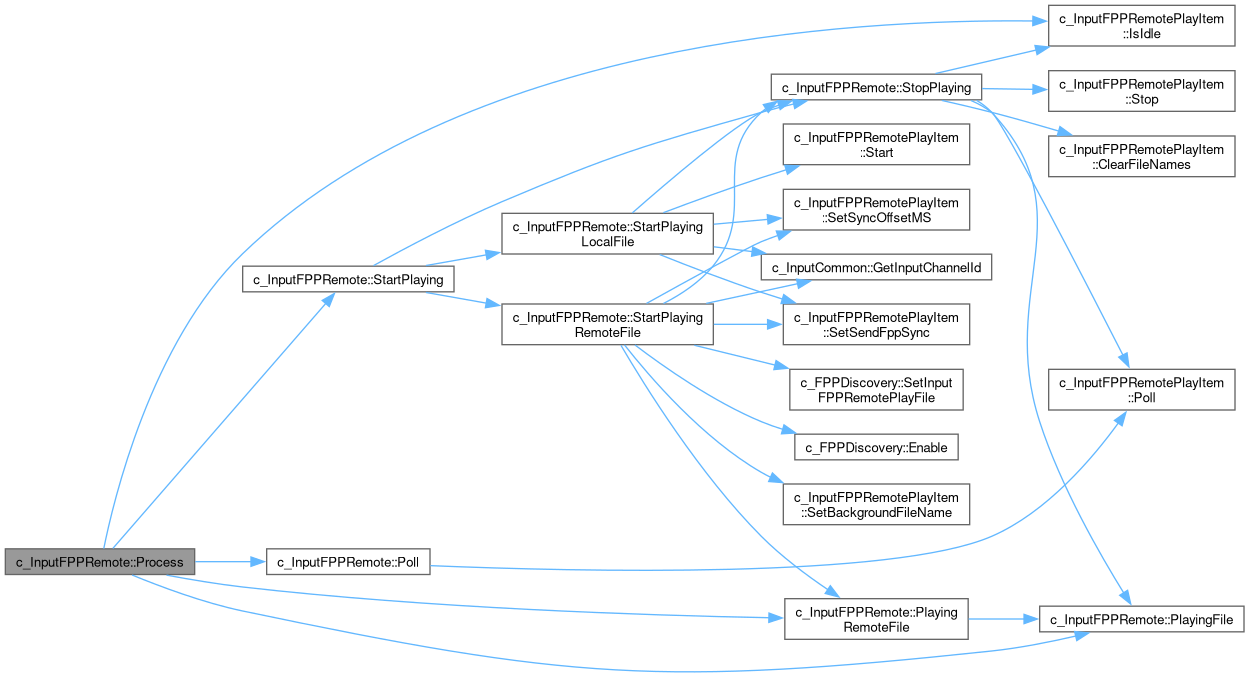 c_InputFPPRemotePlayItem
::IsIdle
c_InputFPPRemote::StopPlaying
c_InputFPPRemotePlayItem
::Stop
c_InputFPPRemotePlayItem
::Start
c_InputFPPRemotePlayItem
::ClearFileNames
c_InputFPPRemotePlayItem
::SetSyncOffsetMS
c_InputFPPRemote::StartPlaying
LocalFile
c_InputCommon::GetInputChannelId
c_InputFPPRemote::StartPlaying
c_InputFPPRemote::StartPlaying
RemoteFile
c_InputFPPRemotePlayItem
::SetSendFppSync
c_FPPDiscovery::SetInput
FPPRemotePlayFile
c_InputFPPRemotePlayItem
::Poll
c_FPPDiscovery::Enable
c_InputFPPRemotePlayItem
::SetBackgroundFileName
c_InputFPPRemote::Process
c_InputFPPRemote::Poll
c_InputFPPRemote::Playing
RemoteFile
c_InputFPPRemote::PlayingFile